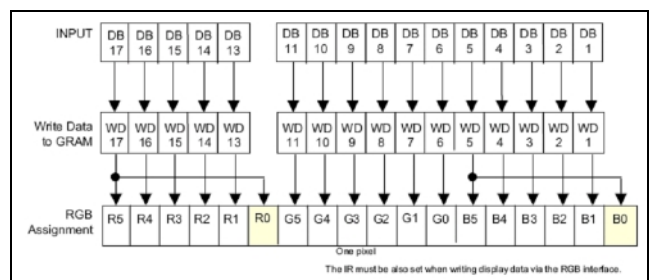 INPUT DB 17 DB 16 DB 15 DB 14 DB 13 DB 11 DB 10 DB 9 DB 8 DB 7 DB 6 DB 5 DB 4 DB 3 DB 2 DB 1
Write Data to GRAM WD 17 WD 16 WD 15 WD 14 WD 13 WD 11 WD 10 WD 9 WD 8 WD 7 WD 6 WD 5 WD 4 WD 3 WD 2 WD 1
RGB Assignment R5 R4 R3 R2 R1 R0 G5 G4 G3 G2 G1 G0 B5 B4 B3 B2 B1 B0
One pixel
The IR must be also set when writing display data via the RGB interface.